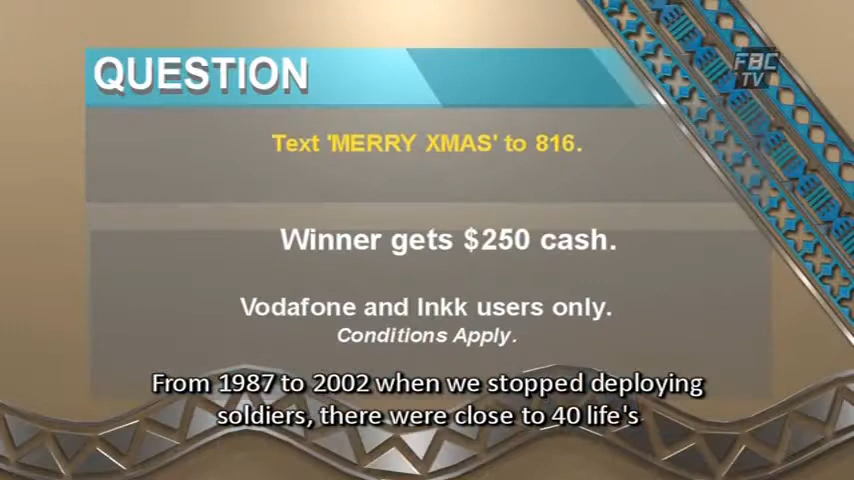 QUESTION
FBC
TV
Text 'MERRY XMAS' to 816.
Winner gets $250 cash.
Vodafone and Inkk users only.
Conditions Apply.
From 1987 to 2002 when we stopped deploying
soldiers, there were close to 40 life's